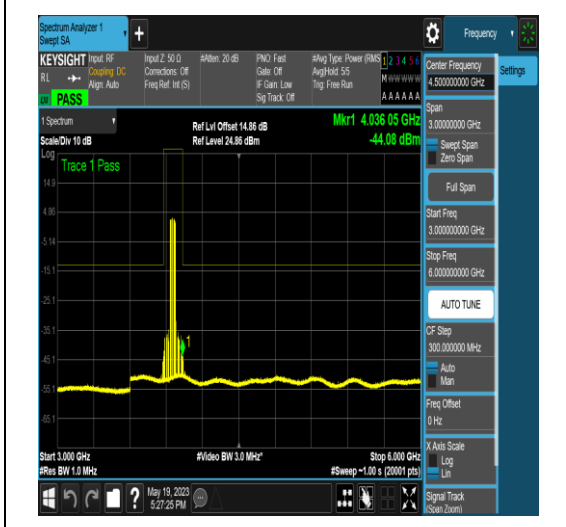 Spectrum Analyzer 1
Swept SA
+
Frequency
KEYSIGHT
RL
PASS
Input: RF
Coupling: DC
Align: Auto
Input Z: 50 Ω
Corrections: Off
Freq Ref: Int (S)
#Atten: 20 dB
PNO: Fast
Gate: Off
IF Gain: Low
Sig Track: Off
#Avg Type: Power (RMS
Avg|Hold: 5/5
Trig: Free Run
1 2 3 4 5 6
M W W W W W
A A A A A A
1 Spectrum
Scale/Div 10 dB
Ref Lvl Offset 14.86 dB
Ref Level 24.86 dBm
Mkr1 4.036 05 GHz
-44.08 dBm
Log
Trace 1 Pass
14.9
4.86
-5.14
-15.1
-25.1
-35.1
-45.1
-55.1
-65.1
1
Start 3.000 GHz
#Res BW 1.0 MHz
#Video BW 3.0 MHz*
Stop 6.000 GHz
#Sweep ~1.00 s (20001 pts)
May 19, 2023
5:27:25 PM
?
Center Frequency
4.500000000 GHz
Settings
Span
3.00000000 GHz
Swept Span
Zero Span
Full Span
Start Freq
3.000000000 GHz
Stop Freq
6.000000000 GHz
AUTO TUNE
CF Step
300.000000 MHz
Auto
Man
Freq Offset
0 Hz
X Axis Scale
Log
Lin
Signal Track
(Span Zoom)